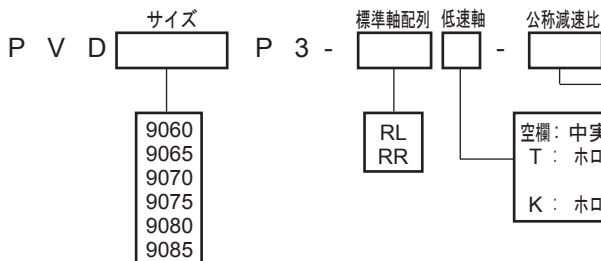 サイズ 標準軸配列 低速軸 公称減速比
P V D P 3 - -
9060
9065
9070
9075
9080
9085
RL
RR
空欄: 中実
T : ホロ
K : ホロ